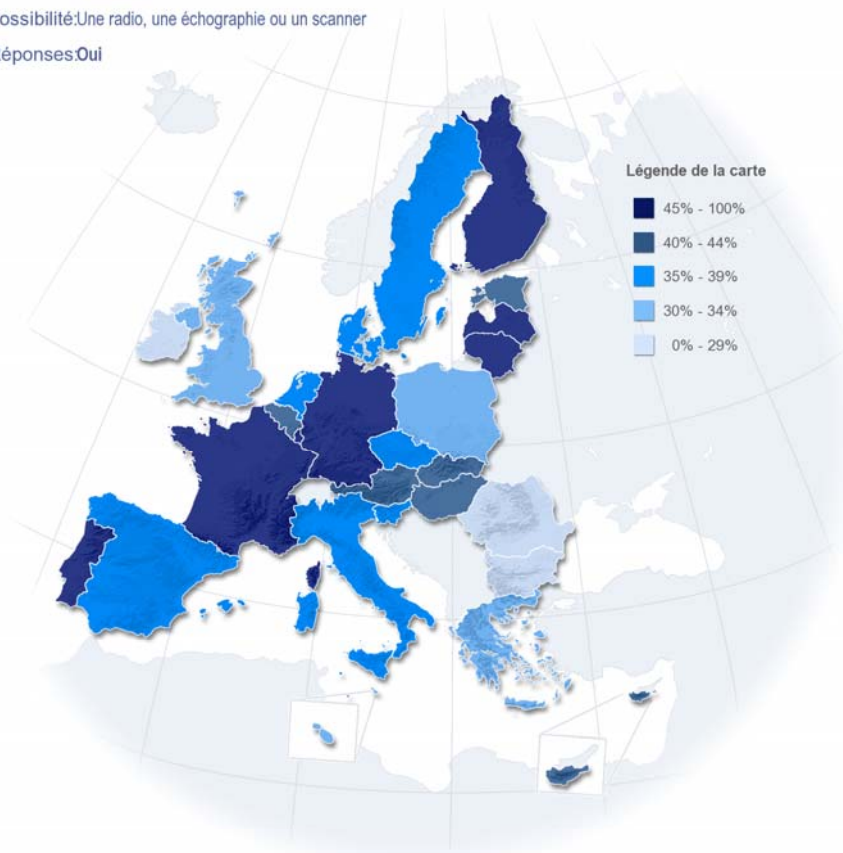 ossibilité:Une radio, une échographie ou un scanner
éponses:Oui
Légende de la carte
45% - 100%
40% - 44%
35% - 39%
30% - 34%
0% - 29%